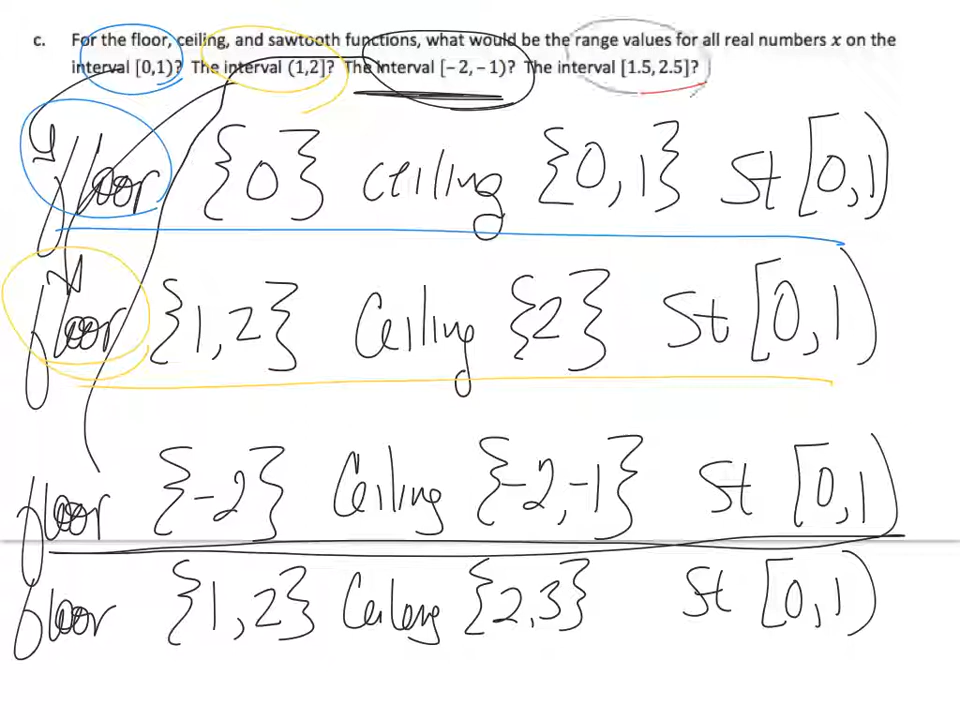 c. For the floor, ceiling, and sawtooth functions, what would be the range values for all real numbers x on the
interval [0,1)? The interval (1,2]? The interval [−2,−1)? The interval [1.5,2.5]?
floor {0} ceiling {0,1} St [0,1)
floor {1,2} Ceiling {2} St [0,1)
floor {-2} Ceiling {-2,-1} St [0,1)
floor {1,2} Ceiling {2,3} St [0,1)